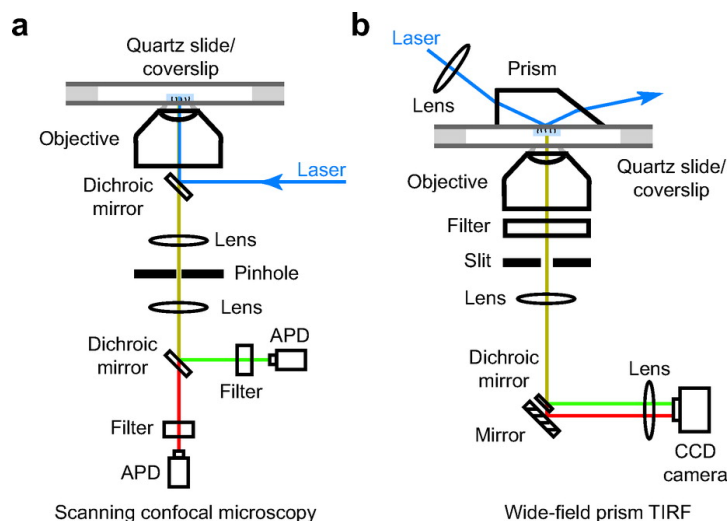 a
Quartz slide/
coverslip
Objective
Laser
Dichroic
mirror
Lens
Pinhole
Lens
Dichroic
mirror
APD
Filter
Filter
APD
Scanning confocal microscopy
b
Laser
Prism
Lens
Quartz slide/
coverslip
Objective
Filter
Slit
Lens
Dichroic
mirror
Lens
Mirror
CCD
camera
Wide-field prism TIRF